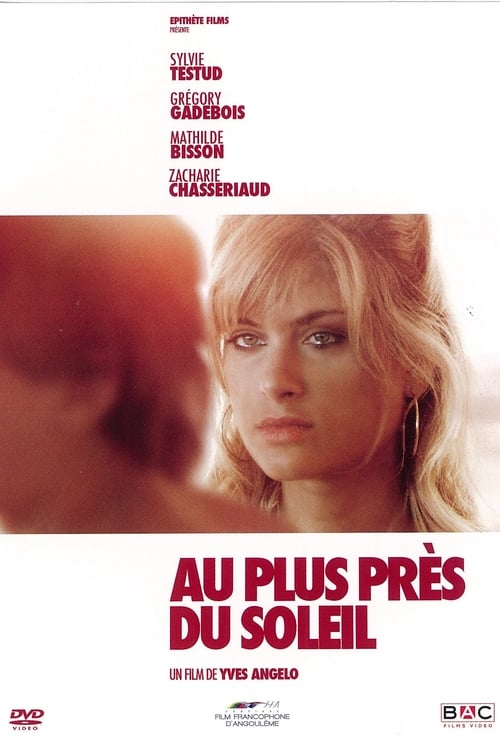 EPITHÈTE FILMS
PRÉSENTE
SYLVIE
TESTUD
GRÉGORY
GADEBOIS
MATHILDE
BISSON
ZACHARIE
CHASSERIAUD
AU PLUS PRÈS
DU SOLEIL
UN FILM DE YVES ANGELO
DVD
VIDEO
FILM FRANCOPHONE
D'ANGOULÊME
BAC
FILMS VIDEO